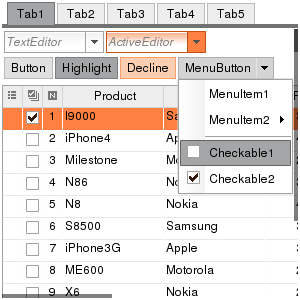 Tab1 Tab2 Tab3 Tab4 Tab5
TextEditor ActiveEditor
Button Highlight Decline MenuButton
MenuItem1
MenuItem2
Checkable1
Checkable2
N Product
1 I9000 Sa
2 iPhone4 Ap
3 Milestone Mo
4 N86 No
5 N8 Nokia
6 S8500 Samsung
7 iPhone3G Apple
8 ME600 Motorola
9 X6 Nokia